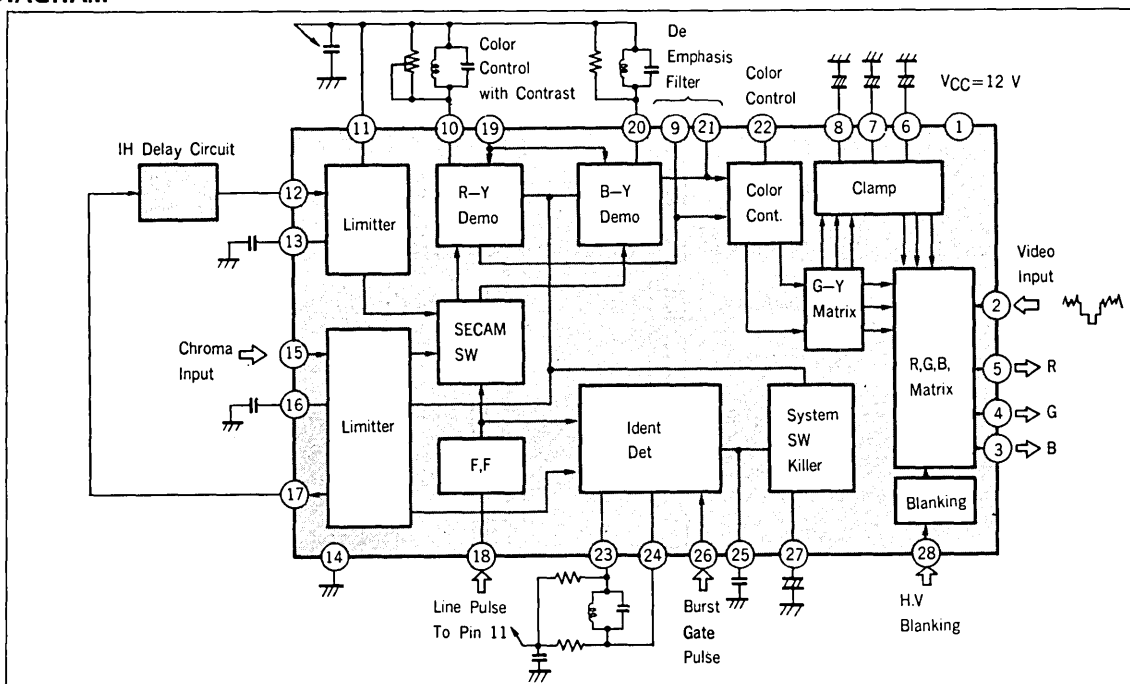 Color
Control
with Contrast
De
Emphasis
Filter
Color
Control
VCC=12 V
11
10
19
20
9
21
22
8
7
6
1
1H Delay Circuit
12
13
Limitter
R-Y
Demo
B-Y
Demo
Color
Cont.
Clamp
Video
Input
2
G-Y
Matrix
SECAM
SW
Chroma
Input
15
16
17
Limitter
R,G,B,
Matrix
5
R
4
G
3
B
F,F
Ident
Det
System
SW
Killer
Blanking
14
18
23
24
26
25
27
28
Line Pulse
To Pin 11
Burst
Gate
Pulse
H.V
Blanking